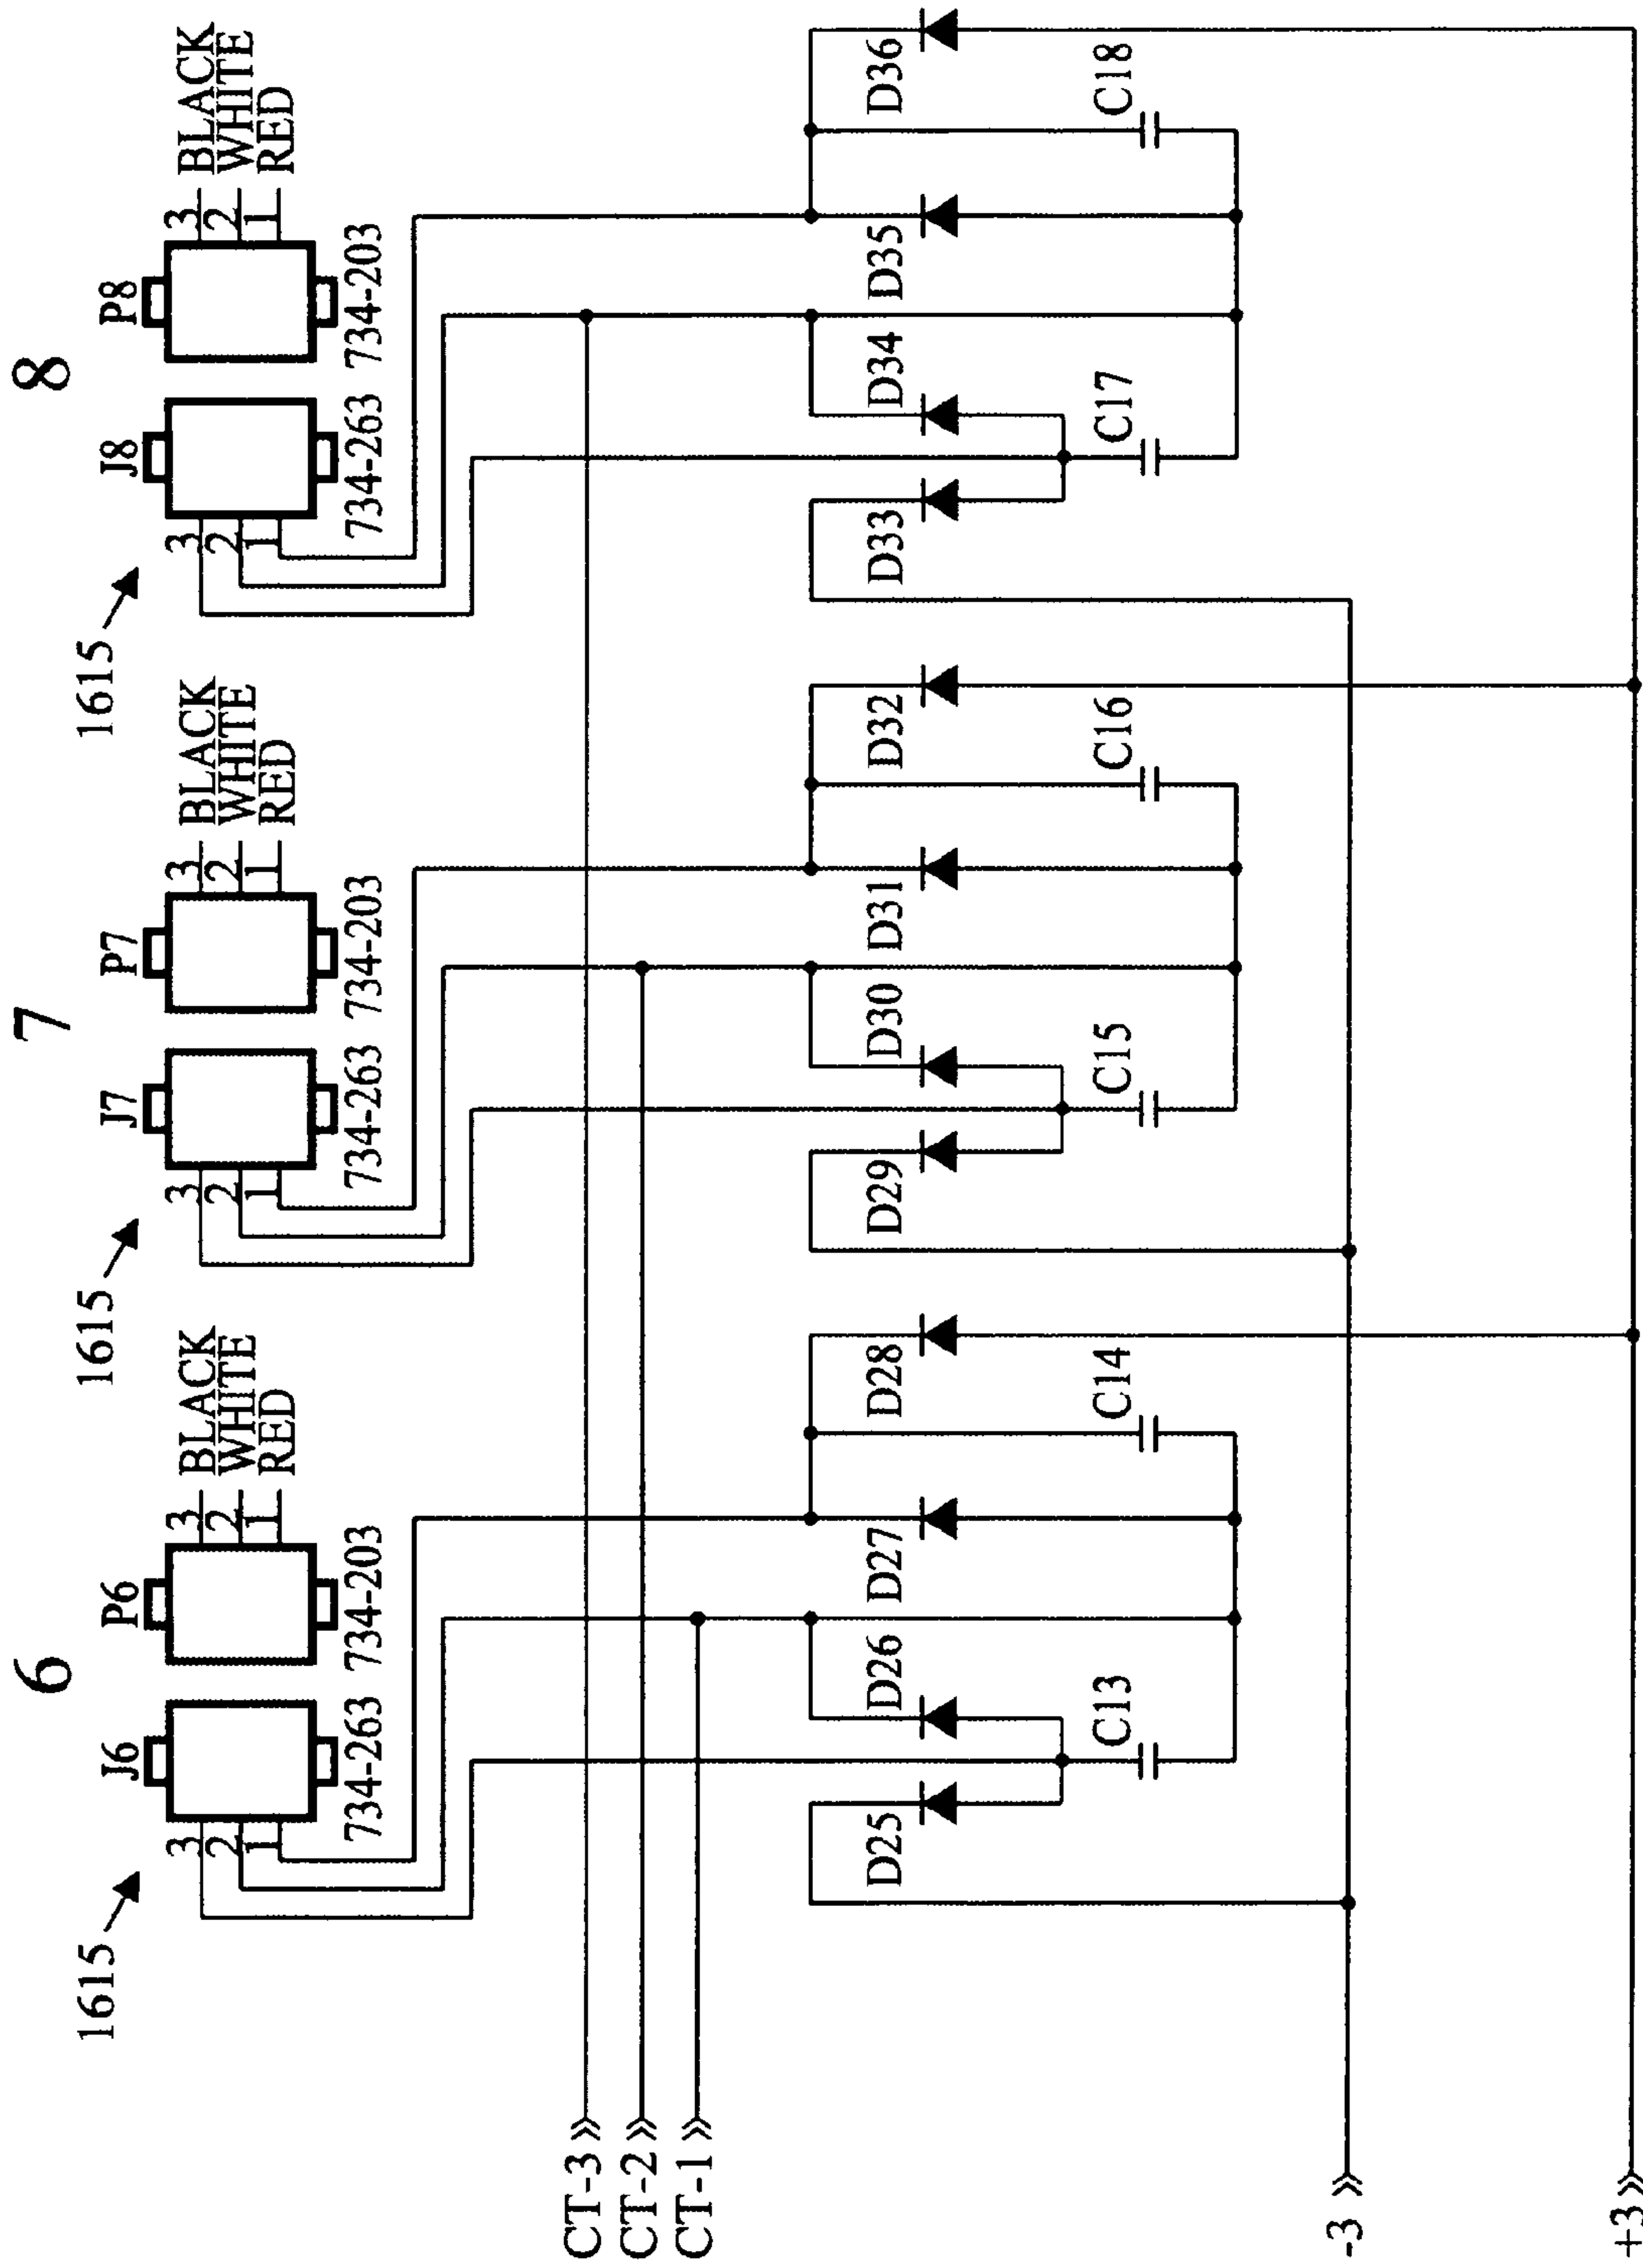 6
7
8
1615
J6
P6
1615
J7
P7
1615
J8
P8
3
2
1
3
2
1
BLACK
WHITE
RED
3
2
1
3
2
1
BLACK
WHITE
RED
3
2
1
3
2
1
BLACK
WHITE
RED
734-263
734-203
734-263
734-203
734-263
734-203
CT-3
CT-2
CT-1
D25
D26
D27
D28
D29
D30
D31
D32
D33
D34
D35
D36
C13
C14
C15
C16
C17
C18
-3
+3